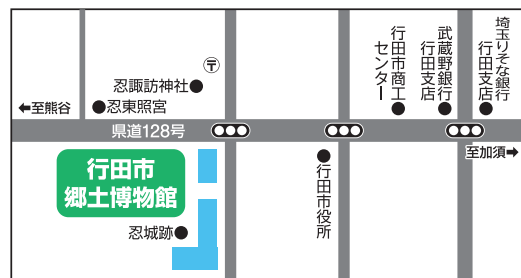 埼玉りそな銀行
行田支店
武蔵野銀行
行田支店
行田市商工
センター
〒
忍諏訪神社
忍東照宮
←至熊谷
県道128号
至加須→
行田市
郷土博物館
行田市役所
忍城跡